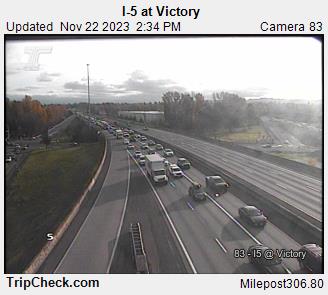 I-5 at Victory
Updated Nov 22 2023 2:34 PM Camera 83
S
83 - I5 @ Victory
TripCheck.com Milepost306.80